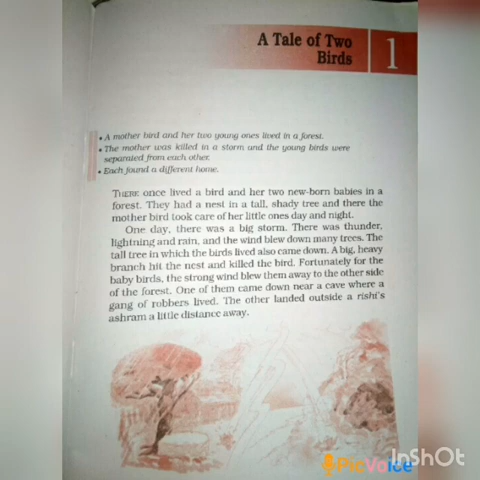 A Tale of Two
Birds
1
• A mother bird and her two young ones lived in a forest.
• The mother was killed in a storm and the young birds were
separated from each other.
• Each found a different home.
THERE once lived a bird and her two new-born babies in a
forest. They had a nest in a tall, shady tree and there the
mother bird took care of her little ones day and night.
One day, there was a big storm. There was thunder,
lightning and rain, and the wind blew down many trees. The
tall tree in which the birds lived also came down. A big, heavy
branch hit the nest and killed the bird. Fortunately for the
baby birds, the strong wind blew them away to the other side
of the forest. One of them came down near a cave where a
gang of robbers lived. The other landed outside a rishi's
ashram a little distance away.
PicVoice
InShOt